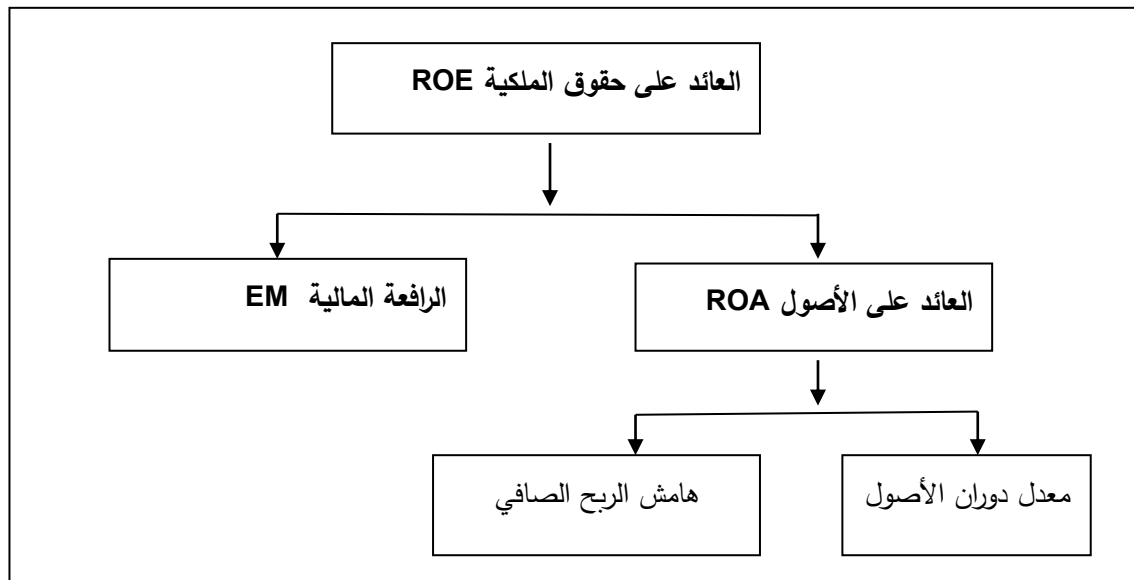 العائد على حقوق الملكية ROE
العائد على الأصول ROA
الرافعة المالية EM
معدل دوران الأصول
هامش الربح الصافي